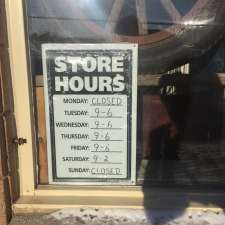 STORE
HOURS
MONDAY: CLOSED
TUESDAY: 9-6
WEDNESDAY: 9-6
THURSDAY: 9-6
FRIDAY: 9-6
SATURDAY: 9-2
SUNDAY: CLOSED